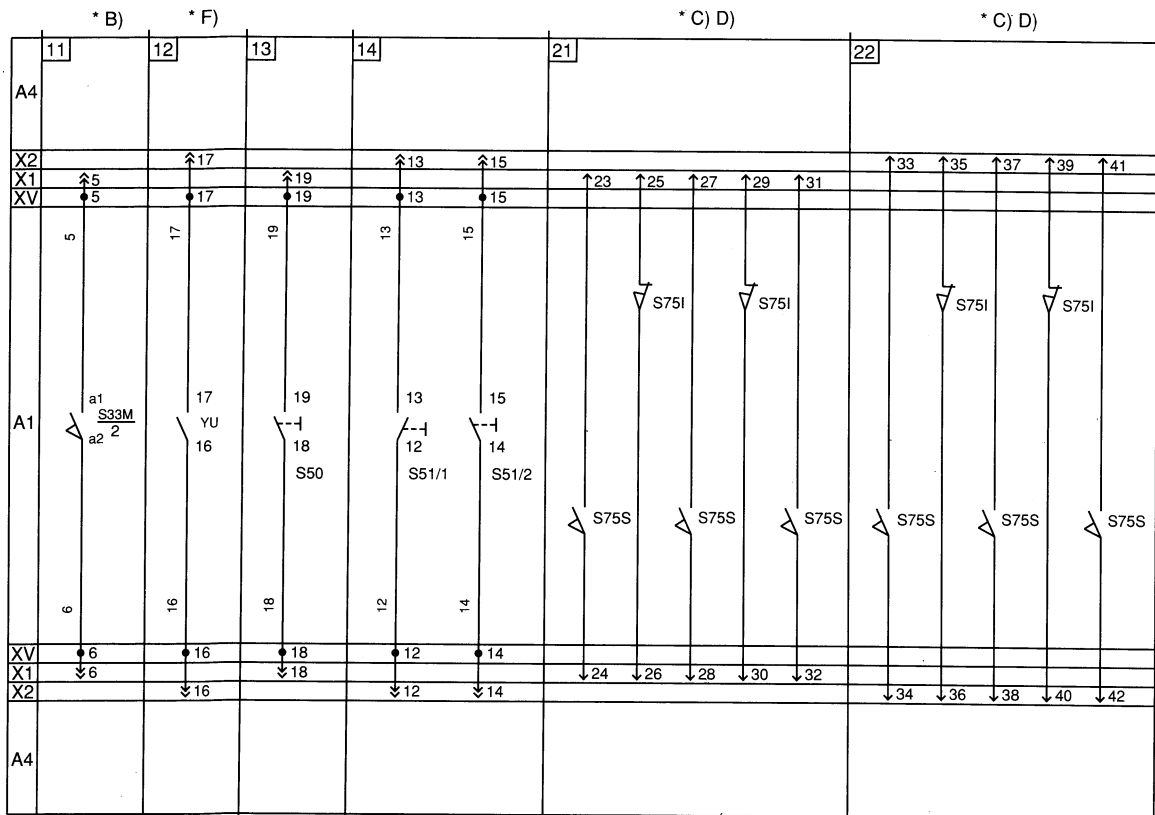 * B) * F) * C) D) * C) D)
11 12 13 14 21 22
A4
X2 17 13 15 33 35 37 39 41
X1 5 19 23 25 27 29 31
XV 5 17 19 13 15
5 17 19 13 15
S75I S75I S75I S75I
a1 17 19 13 15
A1 S33M YU
2
a2 16 18 12 14
S50 S51/1 S51/2
S75S S75S S75S S75S S75S S75S
6 16 18 12 14
XV 6 16 18 12 14
X1 6 18 24 26 28 30 32
X2 16 12 14 34 36 38 40 42
A4